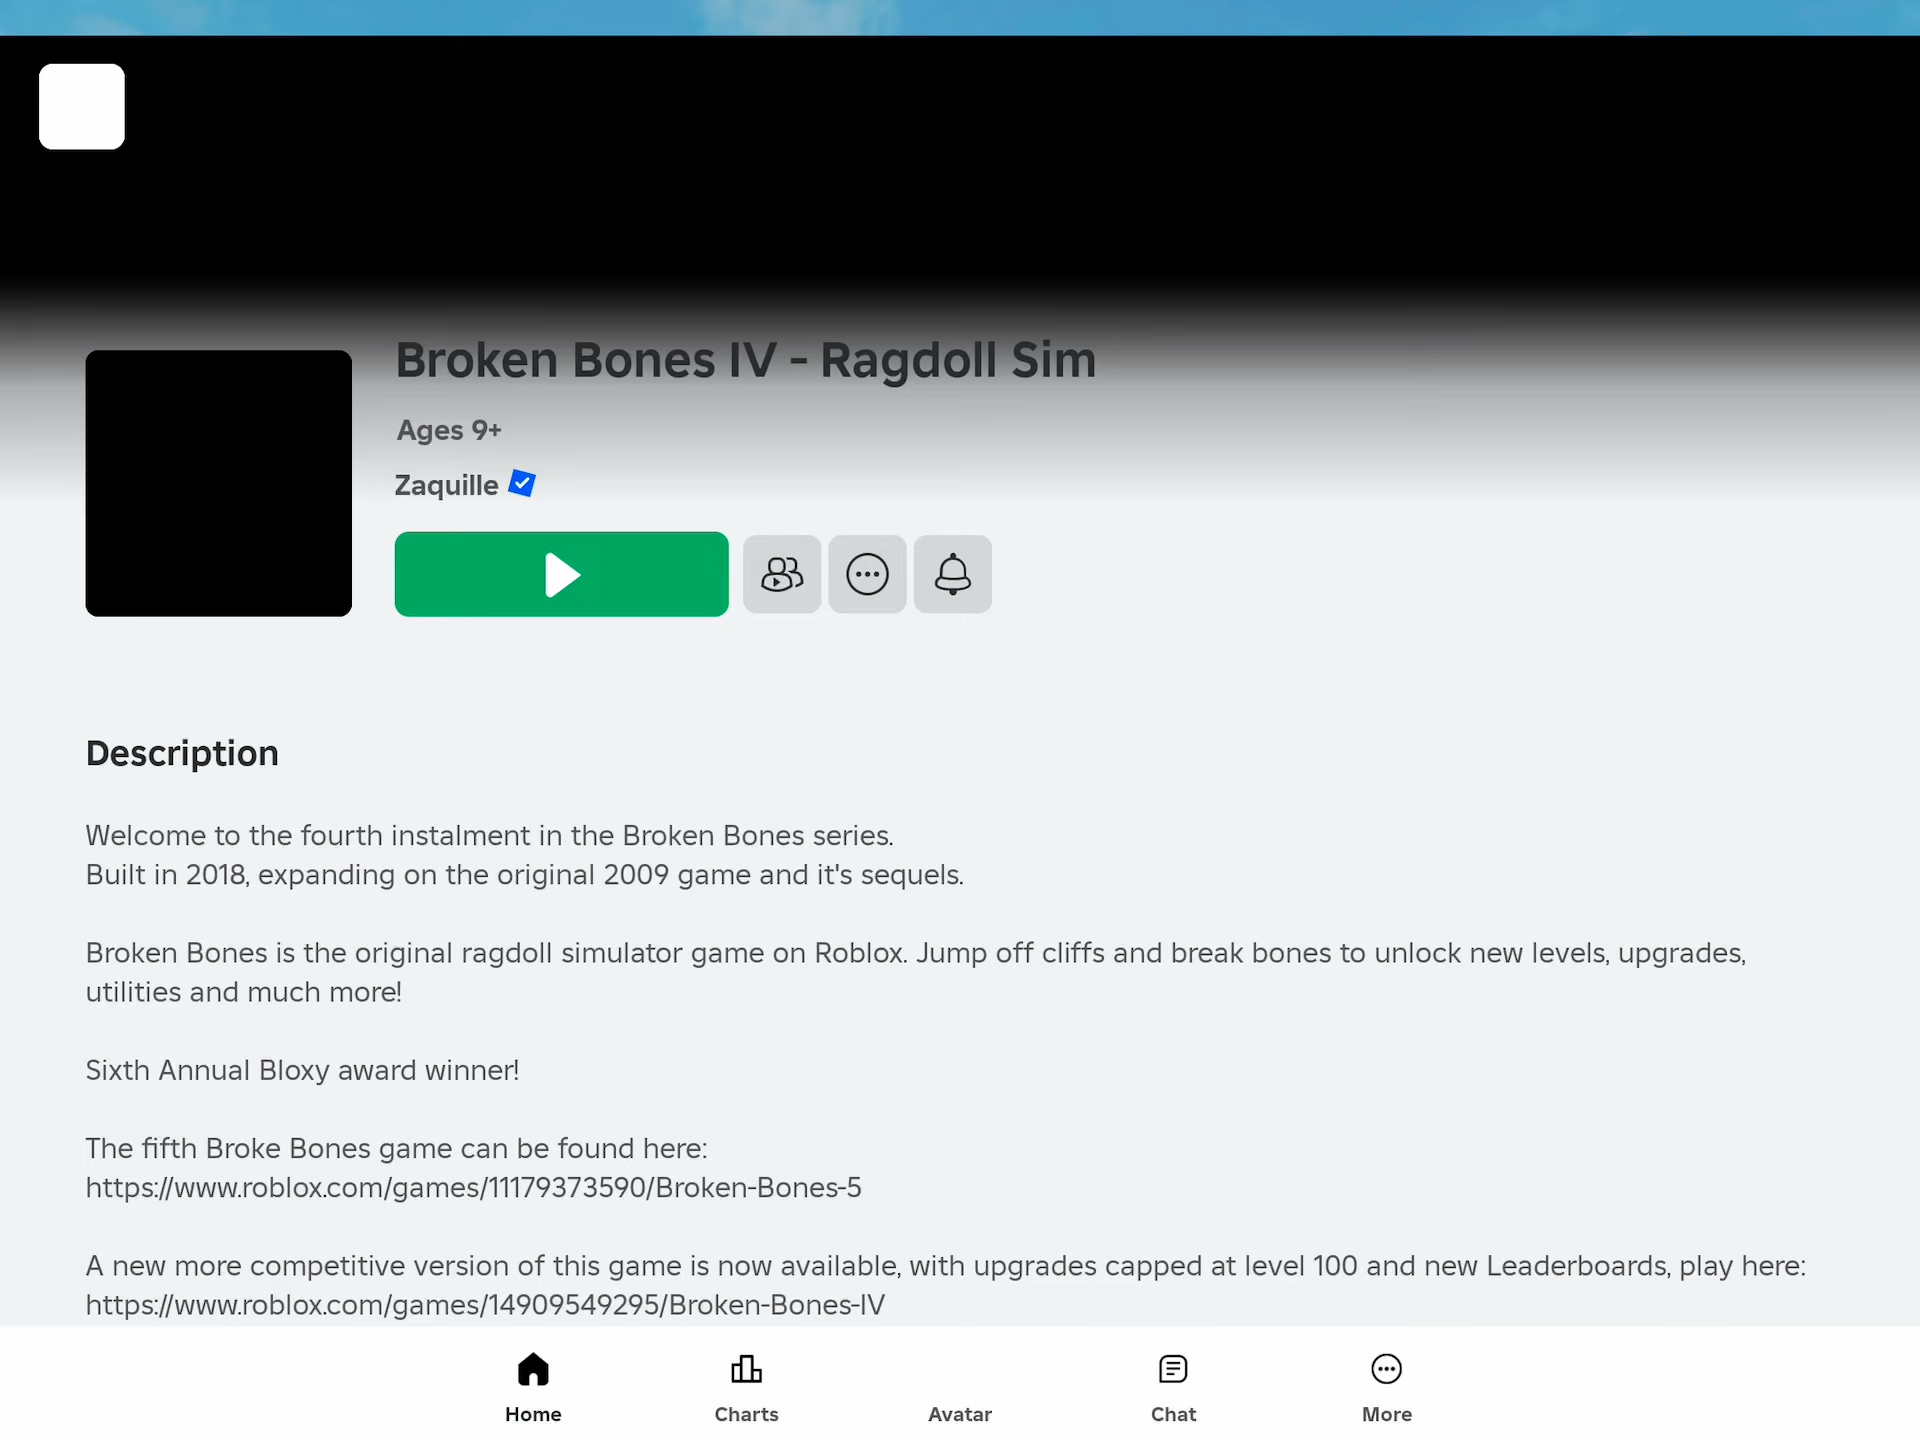 Broken Bones IV - Ragdoll Sim
Ages 9+
Zaquille
Description
Welcome to the fourth instalment in the Broken Bones series.
Built in 2018, expanding on the original 2009 game and it's sequels.
Broken Bones is the original ragdoll simulator game on Roblox. Jump off cliffs and break bones to unlock new levels, upgrades,
utilities and much more!
Sixth Annual Bloxy award winner!
The fifth Broke Bones game can be found here:
https://www.roblox.com/games/11179373590/Broken-Bones-5
A new more competitive version of this game is now available, with upgrades capped at level 100 and new Leaderboards, play here:
https://www.roblox.com/games/14909549295/Broken-Bones-IV
Home
Charts
Avatar
Chat
More